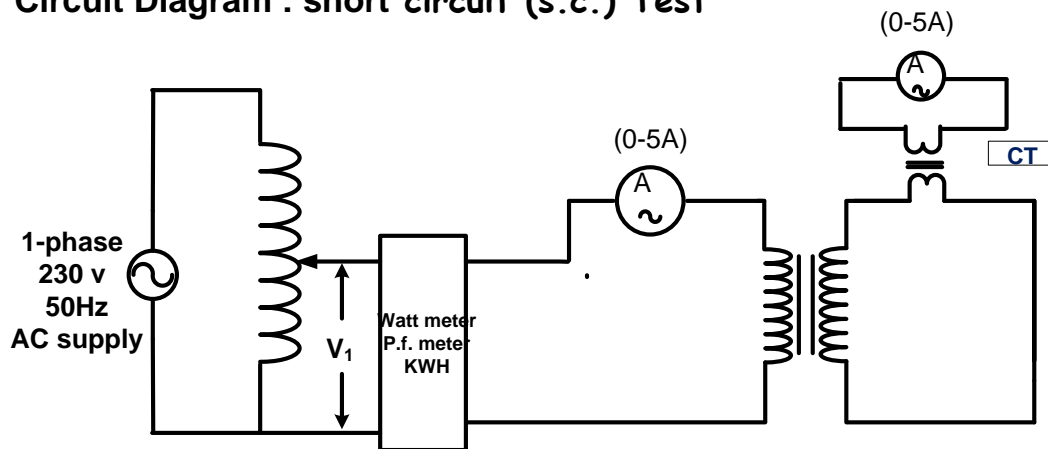 Circuit Diagram : short circuit (s.c.) Test
(0-5A)
A
CT
(0-5A)
A
1-phase
230 v
50Hz
AC supply
V₁
Watt meter
P.f. meter
KWH